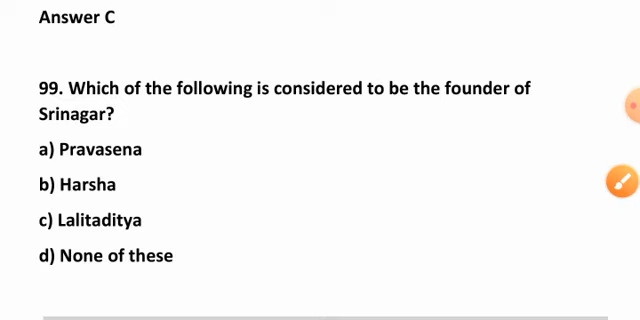 Answer C
99. Which of the following is considered to be the founder of
Srinagar?
a) Pravasena
b) Harsha
c) Lalitaditya
d) None of these